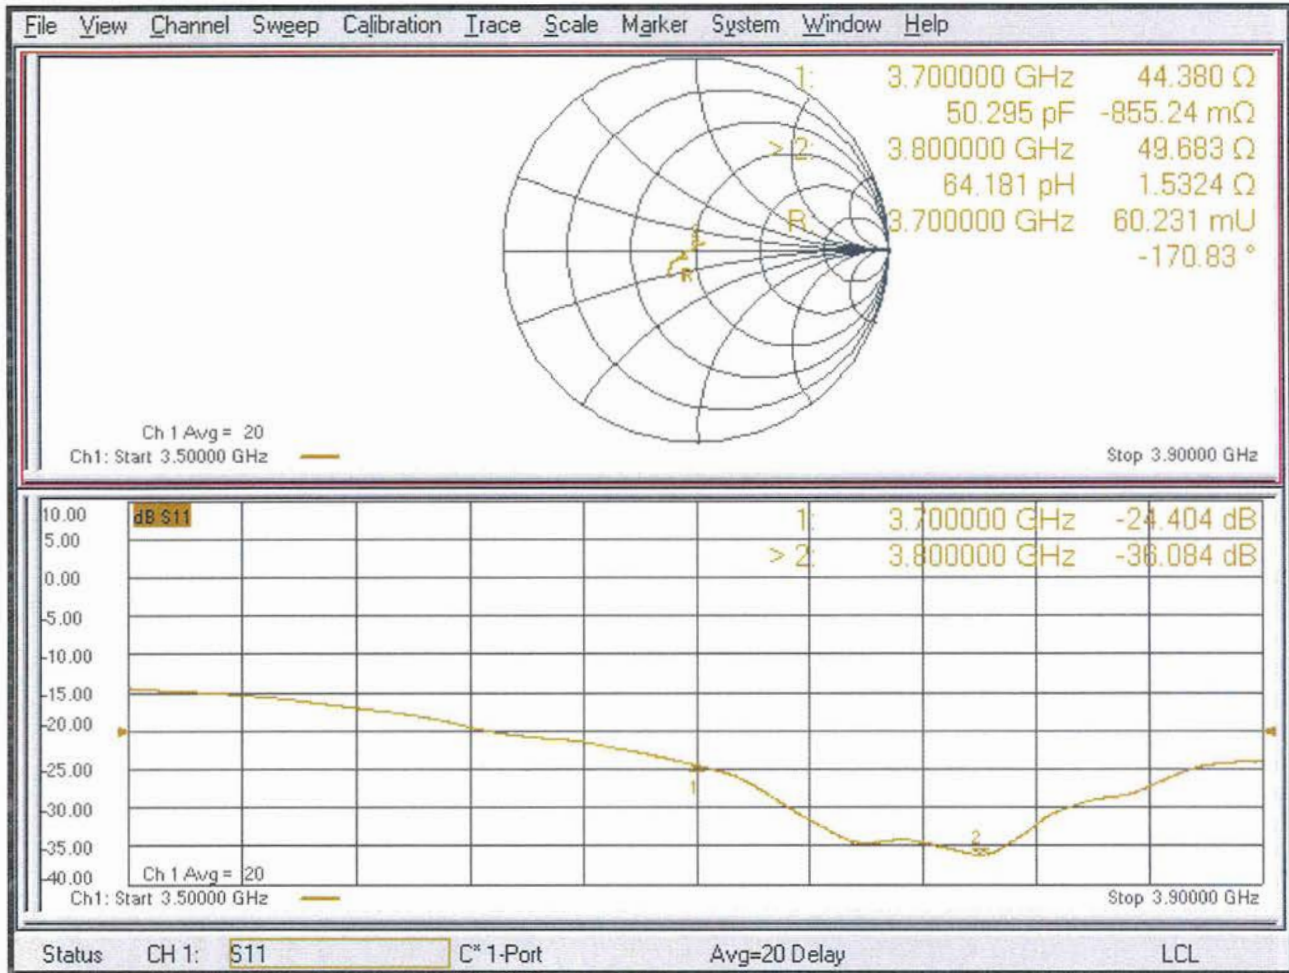 File View Channel Sweep Calibration Trace Scale Marker System Window Help
1: 3.700000 GHz 44.380 Ω
50.295 pF -855.24 mΩ
> 2: 3.800000 GHz 49.683 Ω
64.181 pH 1.5324 Ω
R 3.700000 GHz 60.231 mU
-170.83 °
2
R
Ch 1 Avg = 20
Ch1: Start 3.50000 GHz Stop 3.90000 GHz
10.00 dB S11 1: 3.700000 GHz -24.404 dB
5.00 > 2: 3.800000 GHz -36.084 dB
0.00
-5.00
-10.00
-15.00
-20.00
-25.00
1
-30.00
2
-35.00
-40.00 Ch 1 Avg = 20
Ch1: Start 3.50000 GHz Stop 3.90000 GHz
Status CH 1: S11 C* 1-Port Avg=20 Delay LCL